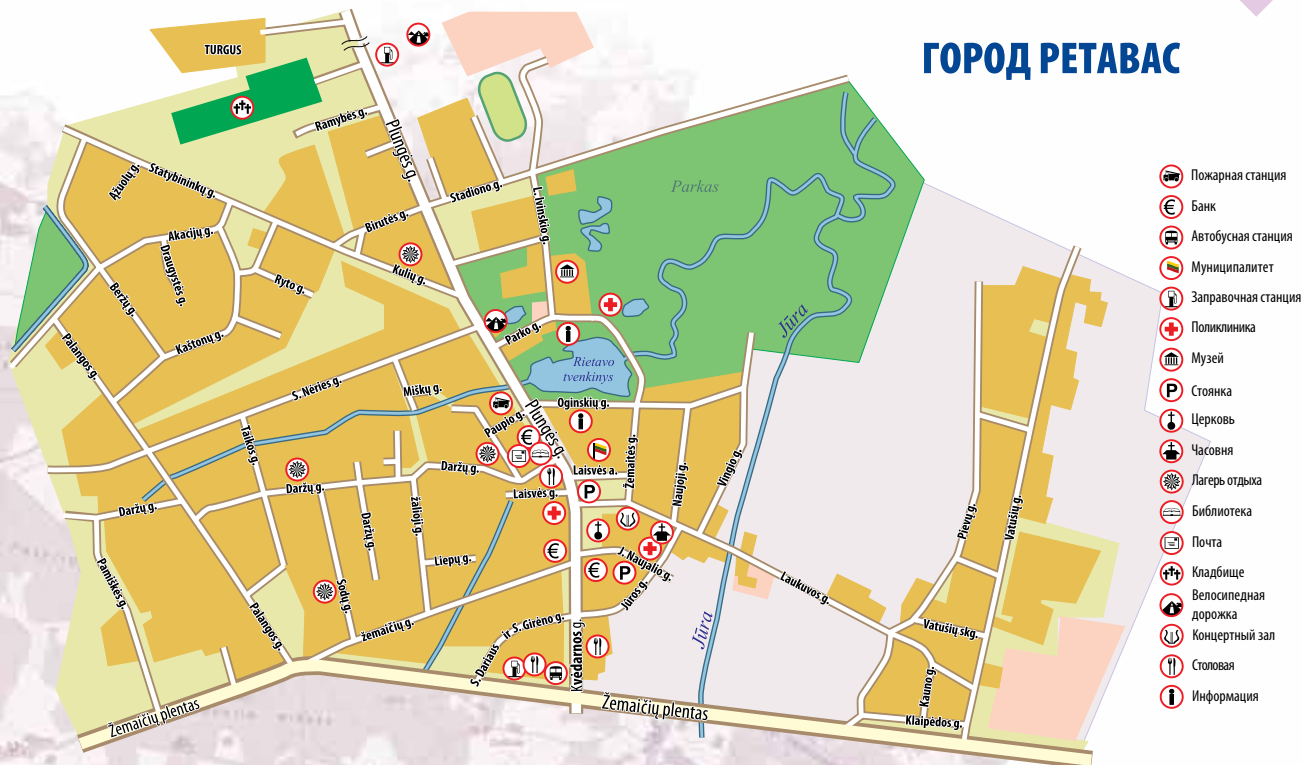 ГОРОД РЕТАВАС
TURGUS
Ramybės g.
Plungės g.
Ąžuolų g.
Statybininkų g.
Stadiono g.
L. Ivinskio g.
Parkas
Birutės g.
Akacijų g.
Draugystės g.
Kulių g.
Ryto g.
Beržų g.
Kaštonų g.
Palangos g.
Parko g.
Jūra
Rietavo
tvenkinys
S. Nėries g.
Miškų g.
Oginskių g.
Paupio g.
Plungės g.
Taikos g.
Žemaitės g.
Naujoji g.
Vingio g.
Daržų g.
Laisvės a.
Daržų g.
Laisvės g.
Daržų g.
Daržų g.
žalioji g.
Pievų g.
Vatušių g.
Liepų g.
J. Naujalio g.
Pamiškės g.
Sodų g.
Palangos g.
Jūros g.
Laukuvos g.
žemaičių g.
S. Dariaus ir S. Girėno g.
Kvėdarnos g.
Jūra
Vatušių skg.
Kauno g.
Klaipėdos g.
Žemaičių plentas
Žemaičių plentas
P
P
Пожарная станция
€ Банк
Автобусная станция
Муниципалитет
Заправочная станция
Поликлиника
Музей
P Стоянка
Церковь
Часовня
Лагерь отдыха
Библиотека
Почта
Кладбище
Велосипедная
дорожка
Концертный зал
Столовая
i Информация